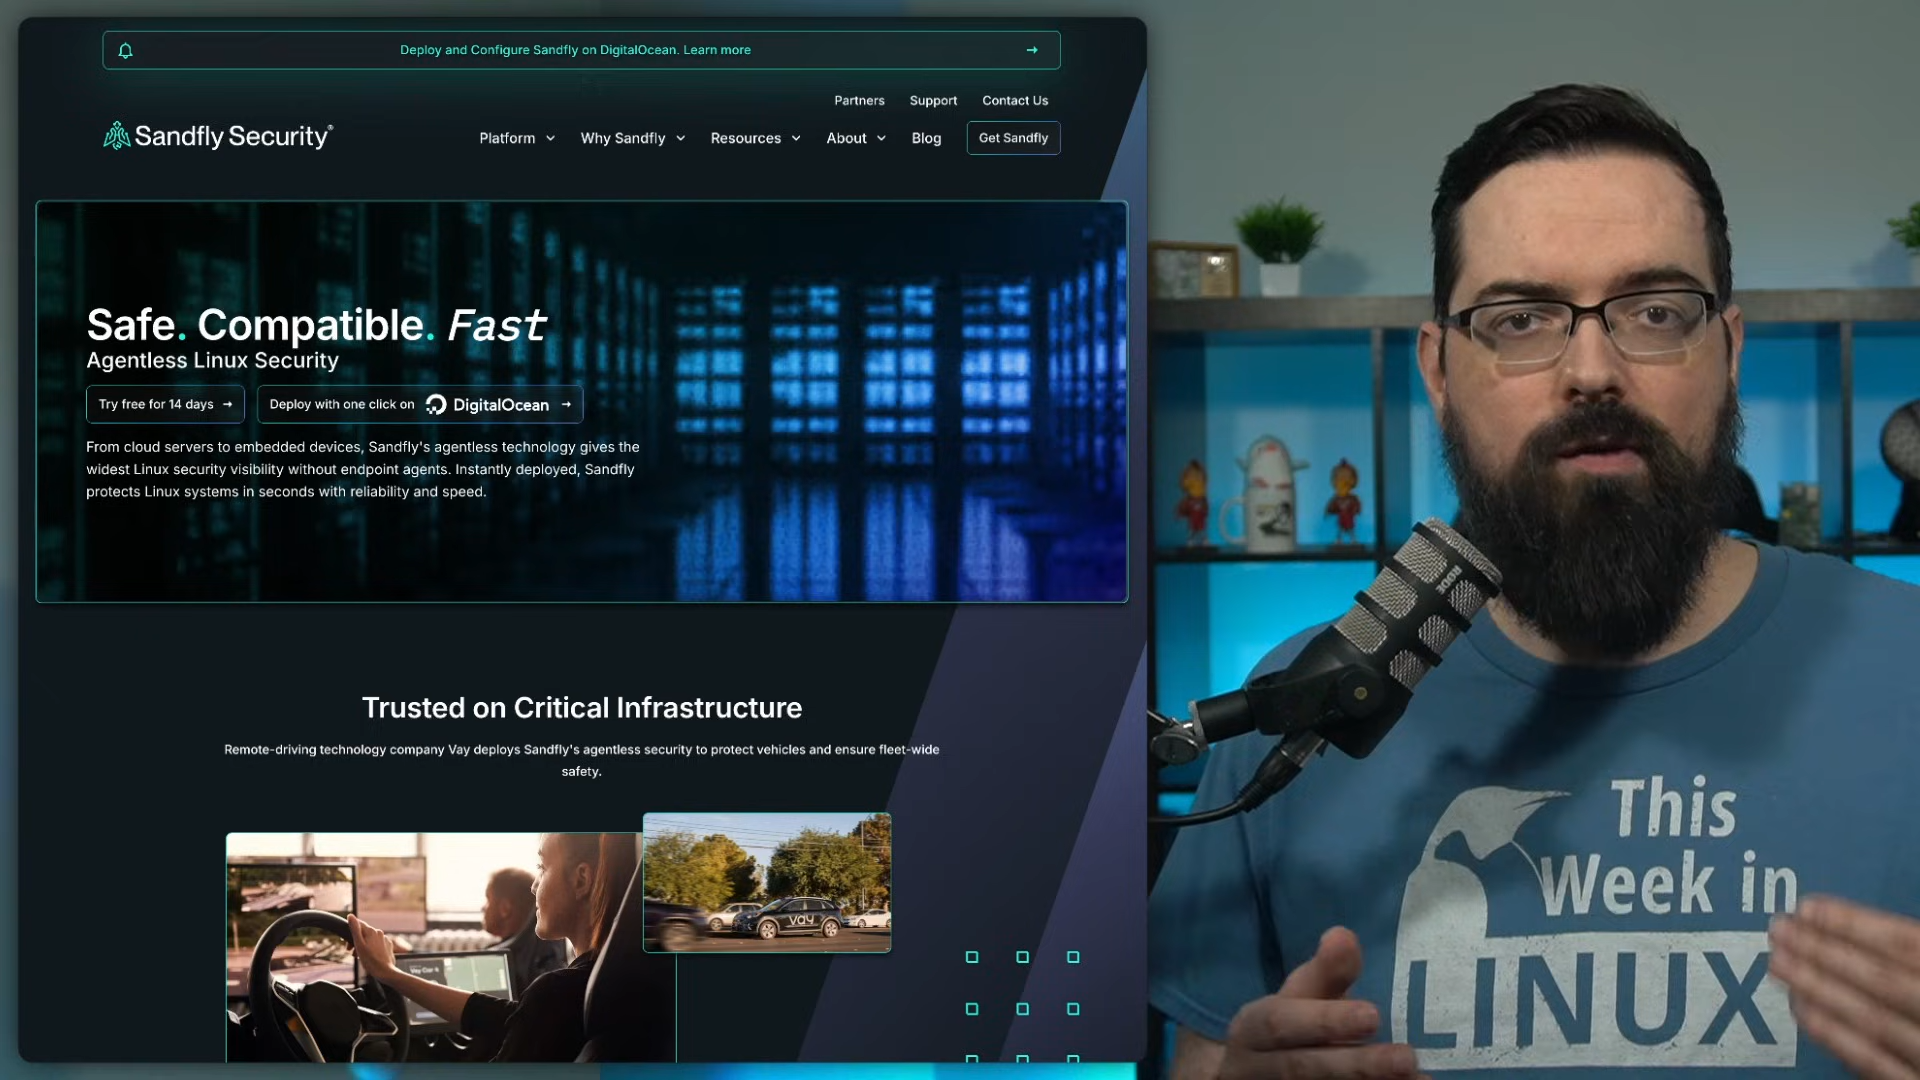 Deploy and Configure Sandfly on DigitalOcean. Learn more →
Partners Support Contact Us
Sandfly Security®
Platform Why Sandfly Resources About Blog Get Sandfly
Safe. Compatible. Fast
Agentless Linux Security
Try free for 14 days →
Deploy with one click on DigitalOcean →
From cloud servers to embedded devices, Sandfly's agentless technology gives the
widest Linux security visibility without endpoint agents. Instantly deployed, Sandfly
protects Linux systems in seconds with reliability and speed.
Trusted on Critical Infrastructure
Remote-driving technology company Vay deploys Sandfly's agentless security to protect vehicles and ensure fleet-wide
safety.
vay
Vay Car 4
RØDE
This
Week in
LINUX